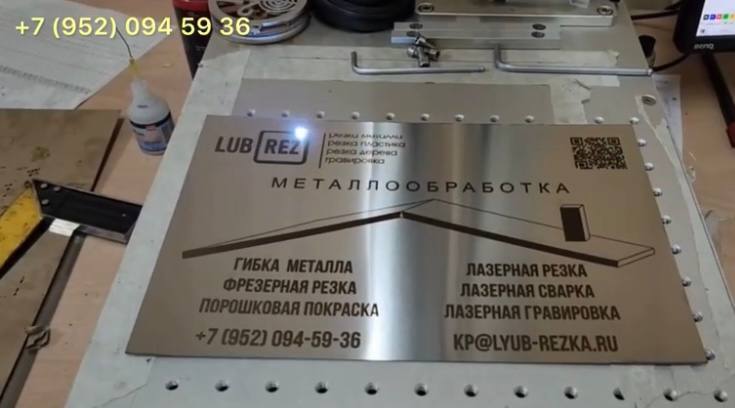 +7 (952) 094 59 36
BenQ
LUB REZ
резка металла
резка пластика
резка дерева
гравировка
МЕТАЛЛООБРАБОТКА
ГИБКА МЕТАЛЛА
ФРЕЗЕРНАЯ РЕЗКА
ПОРОШКОВАЯ ПОКРАСКА
+7 (952) 094-59-36
ЛАЗЕРНАЯ РЕЗКА
ЛАЗЕРНАЯ СВАРКА
ЛАЗЕРНАЯ ГРАВИРОВКА
KP@LYUB-REZKA.RU